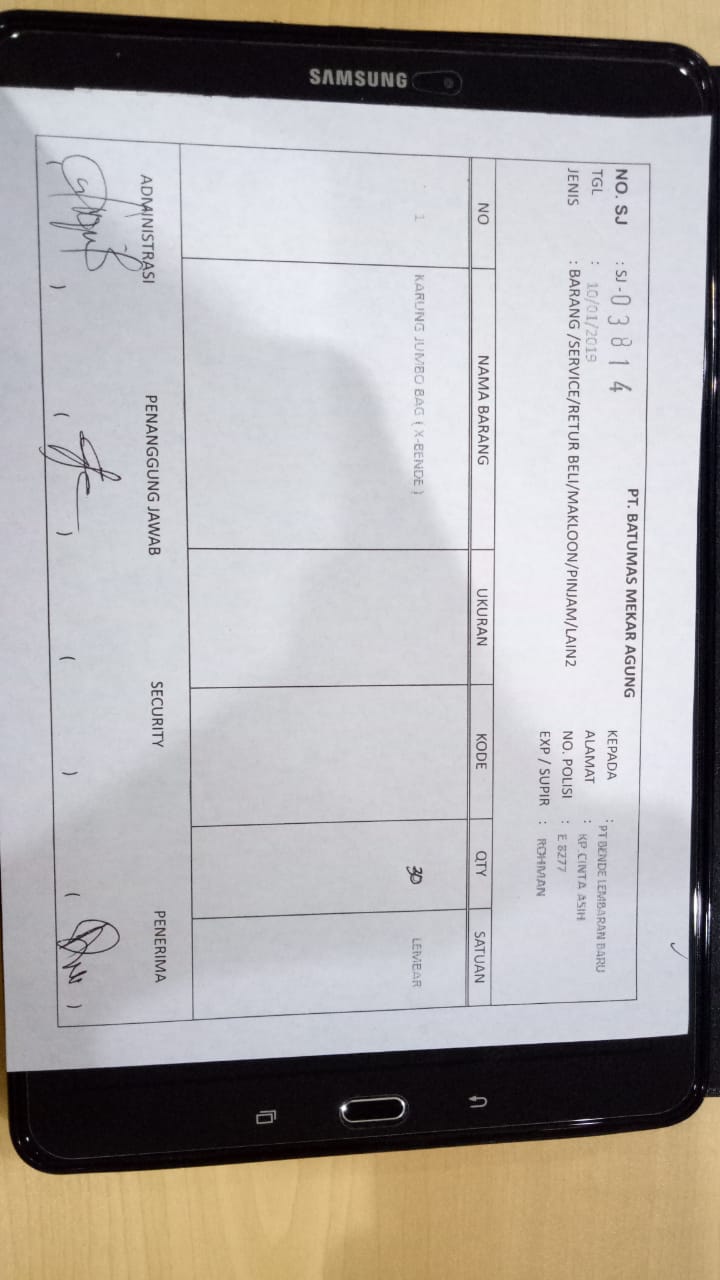 SAMSUNG
PT. BATUMAS MEKAR AGUNG
NO. SJ : SJ - 03814
TGL : 10/01/2019
JENIS : BARANG /SERVICE/RETUR BELI/MAKLOON/PINJAM/LAIN2
KEPADA : PT BENDE LEMBARAN BARU
ALAMAT : KP. CINTA ASIH
NO. POLISI : E 8277
EXP / SUPIR : ROHMAN
NO NAMA BARANG UKURAN KODE QTY SATUAN
1 KARUNG JUMBO BAG ( X-BENDE ) 30 LEMBAR
ADMINISTRASI PENANGGUNG JAWAB SECURITY PENERIMA
( ) ( ) ( ) ( )